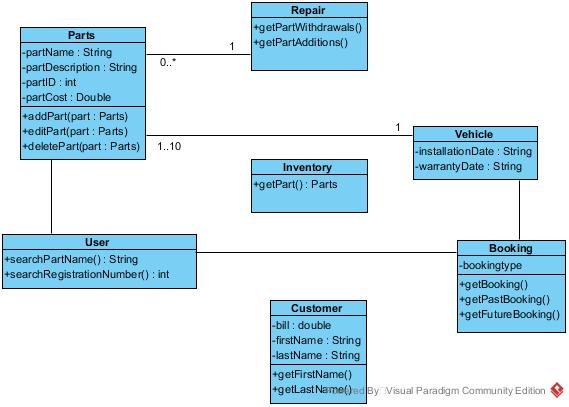 Repair
+getPartWithdrawals()
+getPartAdditions()
Parts
-partName : String
-partDescription : String
-partID : int
-partCost : Double
+addPart(part : Parts)
+editPart(part : Parts)
+deletePart(part : Parts)
1
0..*
1
1..10
Vehicle
-installationDate : String
-warrantyDate : String
Inventory
+getPart() : Parts
User
+searchPartName() : String
+searchRegistrationNumber() : int
Booking
-bookingtype
+getBooking()
+getPastBooking()
+getFutureBooking()
Customer
-bill : double
-firstName : String
-lastName : String
+getFirstName()
+getLastName()
Powered By Visual Paradigm Community Edition